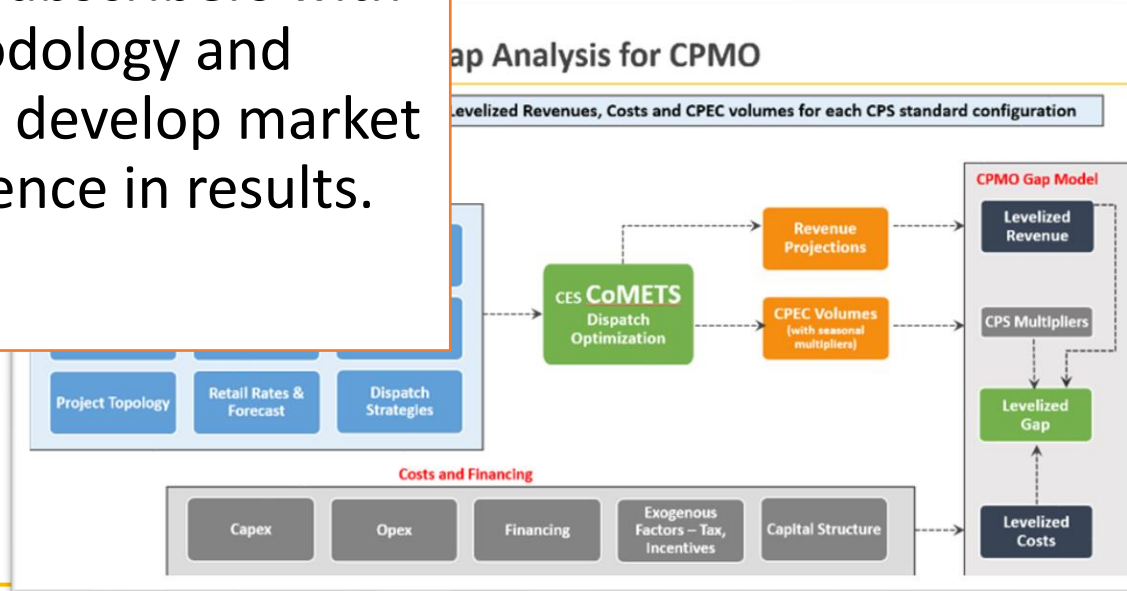 odology and
develop market
ence in results.
ap Analysis for CPMO
Levelized Revenues, Costs and CPEC volumes for each CPS standard configuration
CPMO Gap Model
Levelized
Revenue
Revenue
Projections
CES CoMETS
Dispatch
Optimization
CPEC Volumes
(with seasonal
multipliers)
CPS Multipliers
Project Topology
Retail Rates &
Forecast
Dispatch
Strategies
Levelized
Gap
Costs and Financing
Capex
Opex
Financing
Exogenous
Factors – Tax,
Incentives
Capital Structure
Levelized
Costs